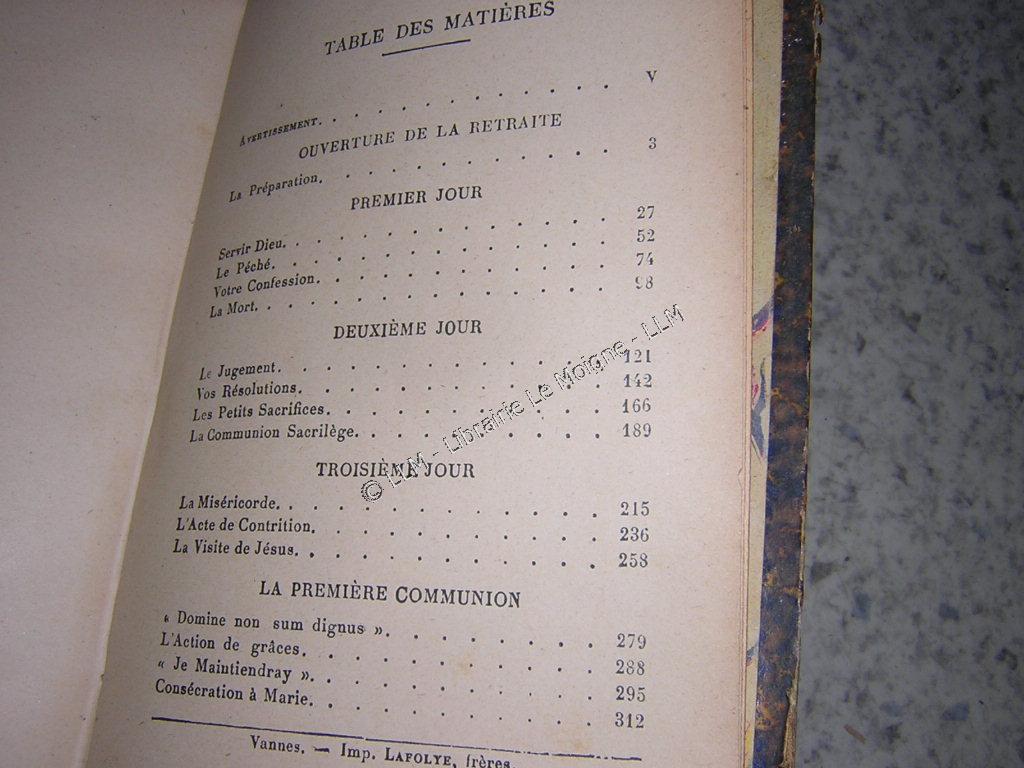 TABLE DES MATIÈRES
AVERTISSEMENT. . . . . . . . . . . . V
OUVERTURE DE LA RETRAITE
La Préparation. . . . . . . . . . . 3
PREMIER JOUR
Servir Dieu. . . . . . . . . . . . 27
Le Péché. . . . . . . . . . . . . 52
Votre Confession. . . . . . . . . . . 74
La Mort. . . . . . . . . . . . . 98
DEUXIÈME JOUR
Le Jugement. . . . . . . . . . . . 121
Vos Résolutions. . . . . . . . . . . 142
Les Petits Sacrifices. . . . . . . . . . 166
La Communion Sacrilège. . . . . . . . . 189
TROISIÈME JOUR
La Miséricorde. . . . . . . . . . . 215
L'Acte de Contrition. . . . . . . . . . 236
La Visite de Jésus. . . . . . . . . . 258
LA PREMIÈRE COMMUNION
« Domine non sum dignus ». . . . . . . . 279
L'Action de grâces. . . . . . . . . . 288
« Je Maintiendray ». . . . . . . . . . 295
Consécration à Marie. . . . . . . . . . 312
Vannes. — Imp. LAFOLYE, frères.
© LLM - Librairie Le Moigne - LLM